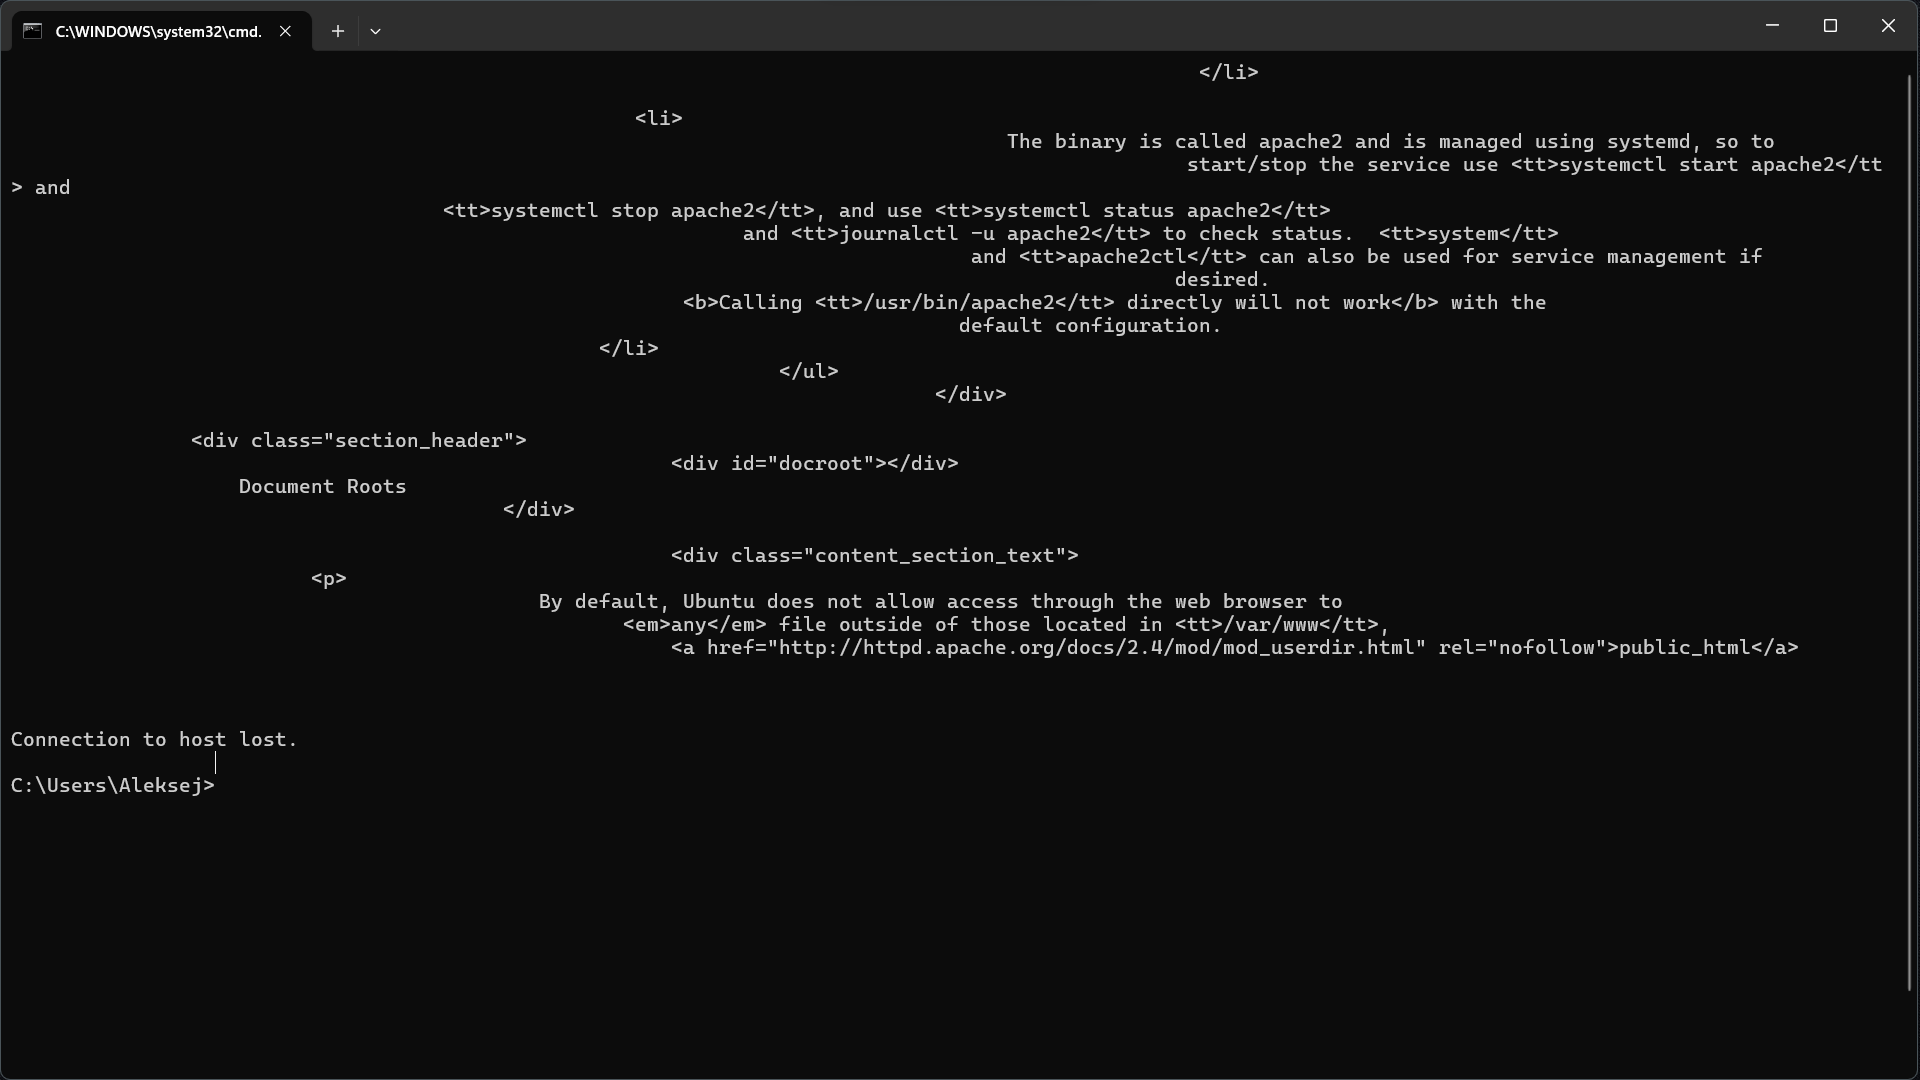 C:\WINDOWS\system32\cmd.
</li>
<li>
The binary is called apache2 and is managed using systemd, so to
start/stop the service use <tt>systemctl start apache2</tt
> and
<tt>systemctl stop apache2</tt>, and use <tt>systemctl status apache2</tt>
and <tt>journalctl -u apache2</tt> to check status.  <tt>system</tt>
and <tt>apache2ctl</tt> can also be used for service management if
desired.
<b>Calling <tt>/usr/bin/apache2</tt> directly will not work</b> with the
default configuration.
</li>
</ul>
</div>
<div class="section_header">
<div id="docroot"></div>
Document Roots
</div>
<div class="content_section_text">
<p>
By default, Ubuntu does not allow access through the web browser to
<em>any</em> file outside of those located in <tt>/var/www</tt>,
<a href="http://httpd.apache.org/docs/2.4/mod/mod_userdir.html" rel="nofollow">public_html</a>
Connection to host lost.
C:\Users\Aleksej>